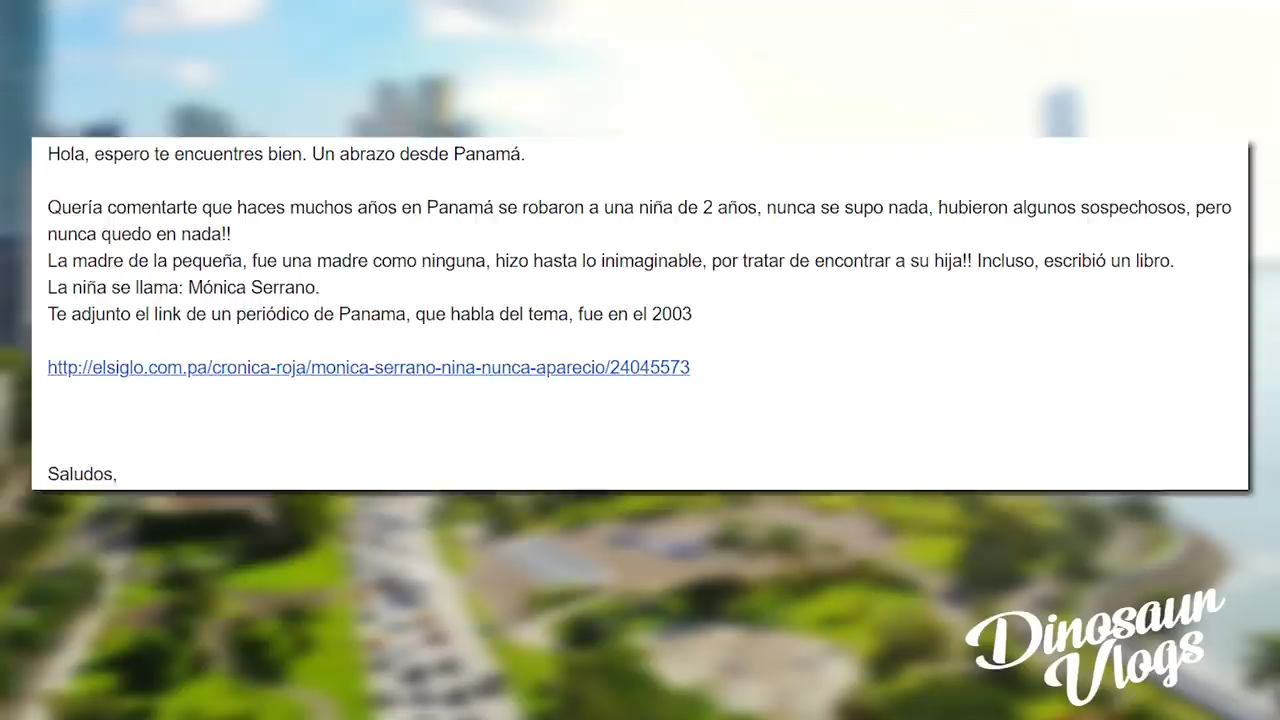 Hola, espero te encuentres bien. Un abrazo desde Panamá.
Quería comentarte que haces muchos años en Panamá se robaron a una niña de 2 años, nunca se supo nada, hubieron algunos sospechosos, pero
nunca quedo en nada!!
La madre de la pequeña, fue una madre como ninguna, hizo hasta lo inimaginable, por tratar de encontrar a su hija!! Incluso, escribió un libro.
La niña se llama: Mónica Serrano.
Te adjunto el link de un periódico de Panama, que habla del tema, fue en el 2003
http://elsiglo.com.pa/cronica-roja/monica-serrano-nina-nunca-aparecio/24045573
Saludos,
Dinosaur
Vlogs